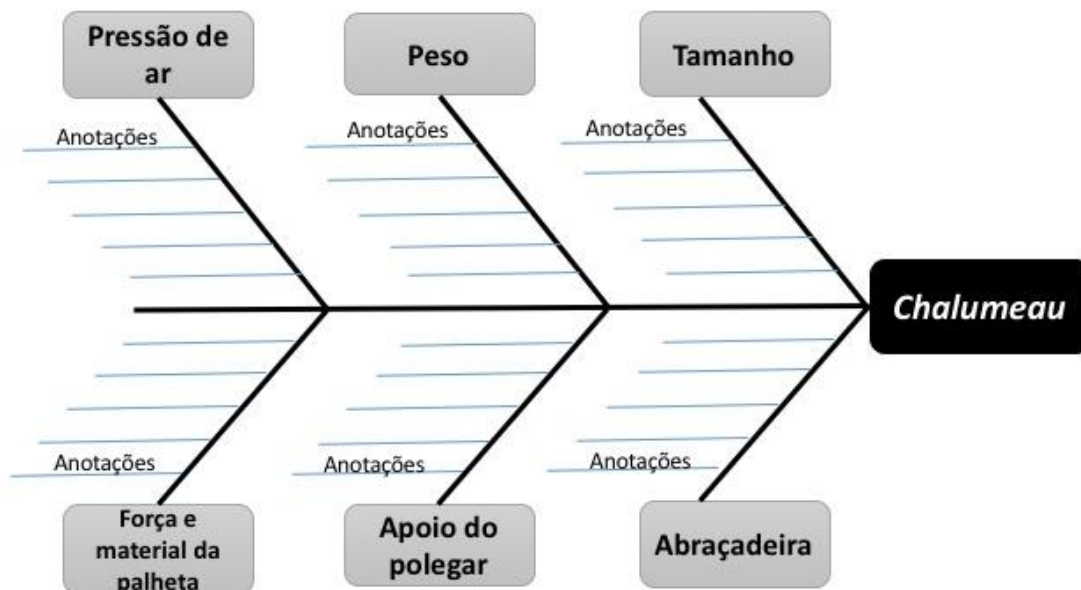 Pressão de
ar
Peso
Tamanho
Anotações
Anotações
Anotações
Chalumeau
Anotações
Anotações
Anotações
Força e
material da
palheta
Apoio do
polegar
Abraçadeira